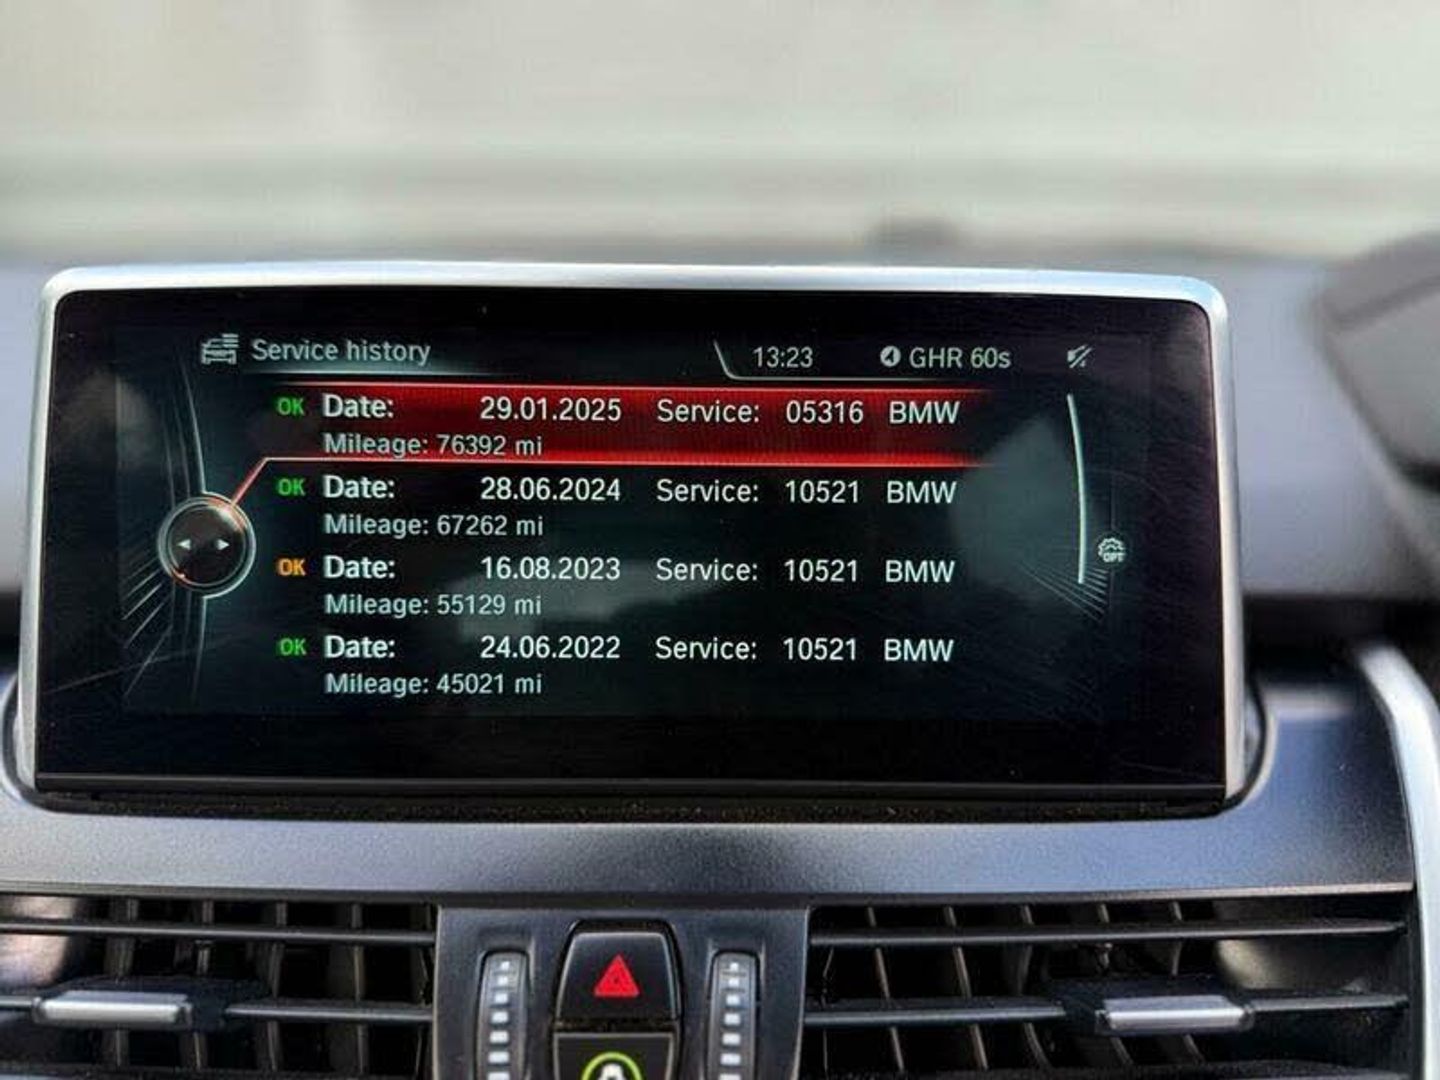 Service history 13:23 GHR 60s
OK Date: 29.01.2025 Service: 05316 BMW
Mileage: 76392 mi
OK Date: 28.06.2024 Service: 10521 BMW
Mileage: 67262 mi
OK Date: 16.08.2023 Service: 10521 BMW
Mileage: 55129 mi
OPT
OK Date: 24.06.2022 Service: 10521 BMW
Mileage: 45021 mi
A